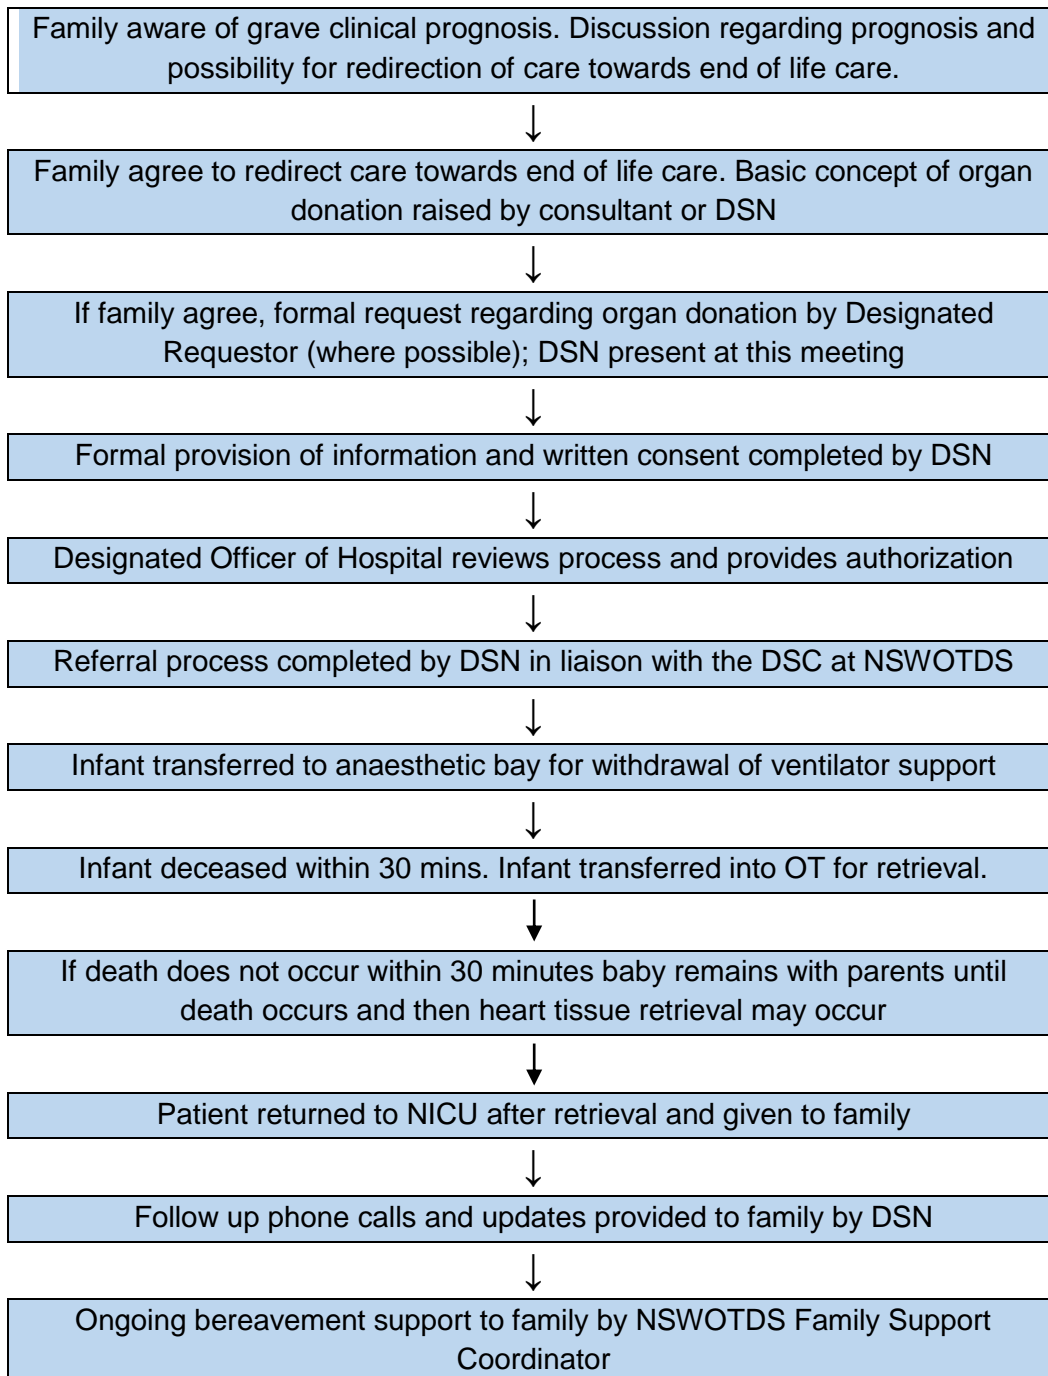 Family aware of grave clinical prognosis. Discussion regarding prognosis and
possibility for redirection of care towards end of life care.
Family agree to redirect care towards end of life care. Basic concept of organ
donation raised by consultant or DSN
If family agree, formal request regarding organ donation by Designated
Requestor (where possible); DSN present at this meeting
Formal provision of information and written consent completed by DSN
Designated Officer of Hospital reviews process and provides authorization
Referral process completed by DSN in liaison with the DSC at NSWOTDS
Infant transferred to anaesthetic bay for withdrawal of ventilator support
Infant deceased within 30 mins. Infant transferred into OT for retrieval.
If death does not occur within 30 minutes baby remains with parents until
death occurs and then heart tissue retrieval may occur
Patient returned to NICU after retrieval and given to family
Follow up phone calls and updates provided to family by DSN
Ongoing bereavement support to family by NSWOTDS Family Support
Coordinator